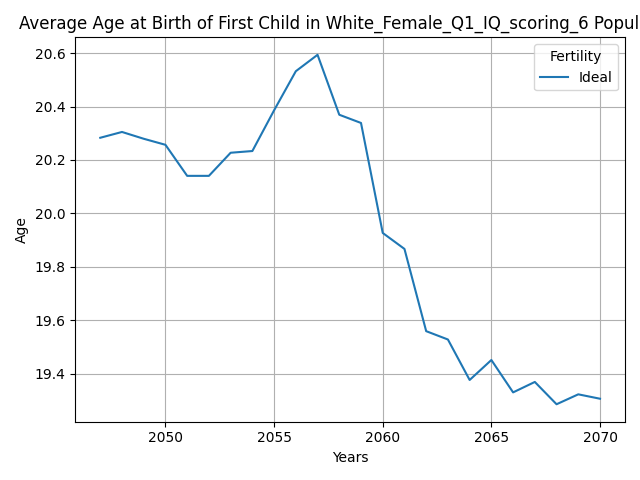 Average Age at Birth of First Child in White_Female_Q1_IQ_scoring_6 Popul
Fertility
Ideal
20.6
20.4
20.2
20.0
19.8
19.6
19.4
Age
2050 2055 2060 2065 2070
Years